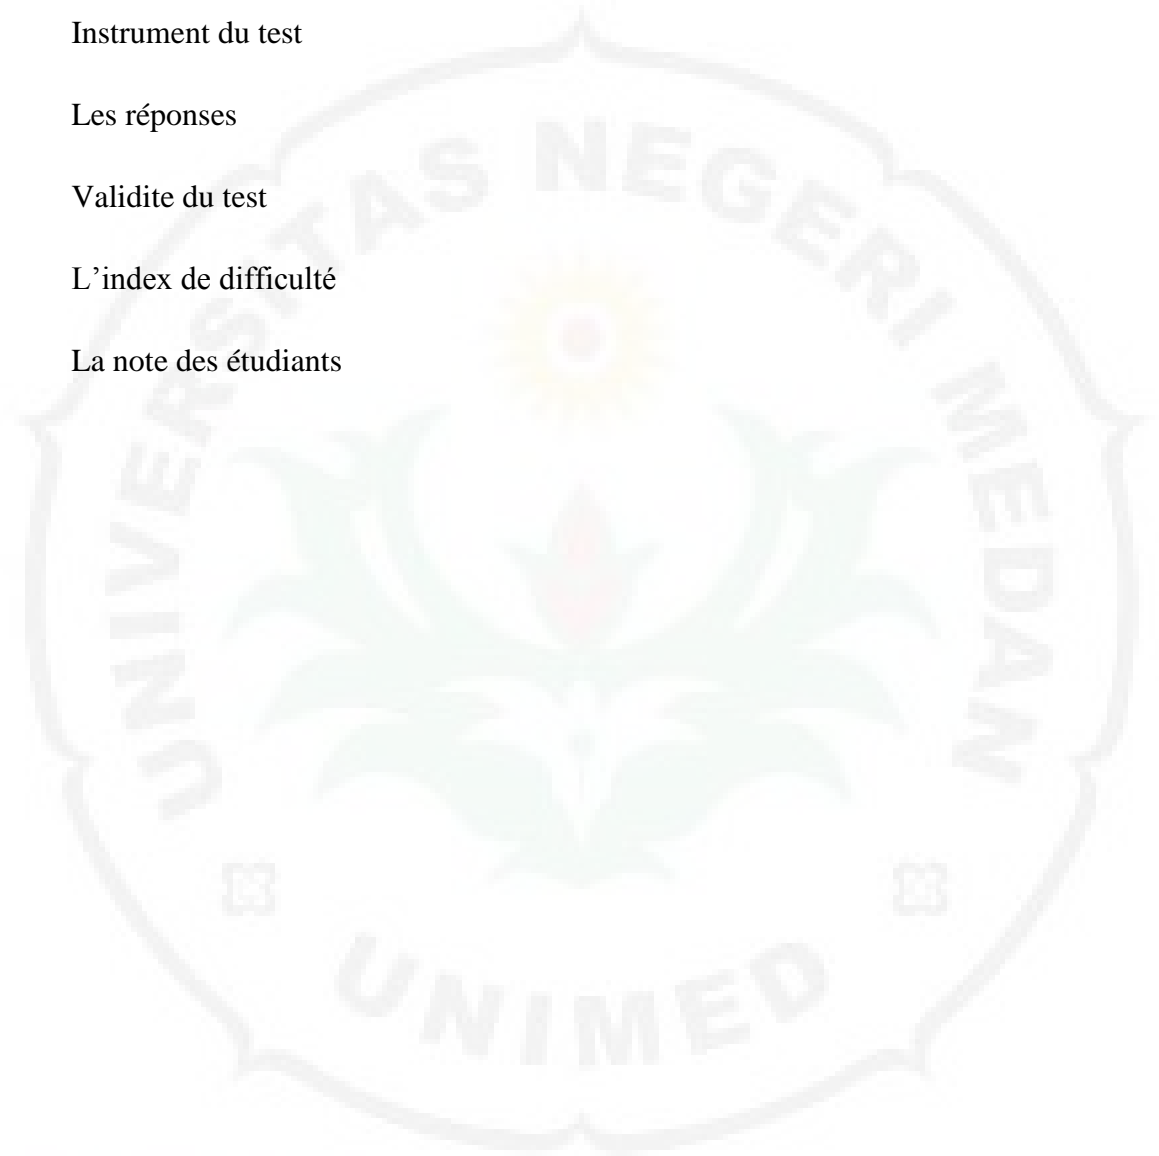 Instrument du test
Les réponses
Validite du test
L’index de difficulté
La note des étudiants
UNIVERSITAS NEGERI MEDAN
UNIMED